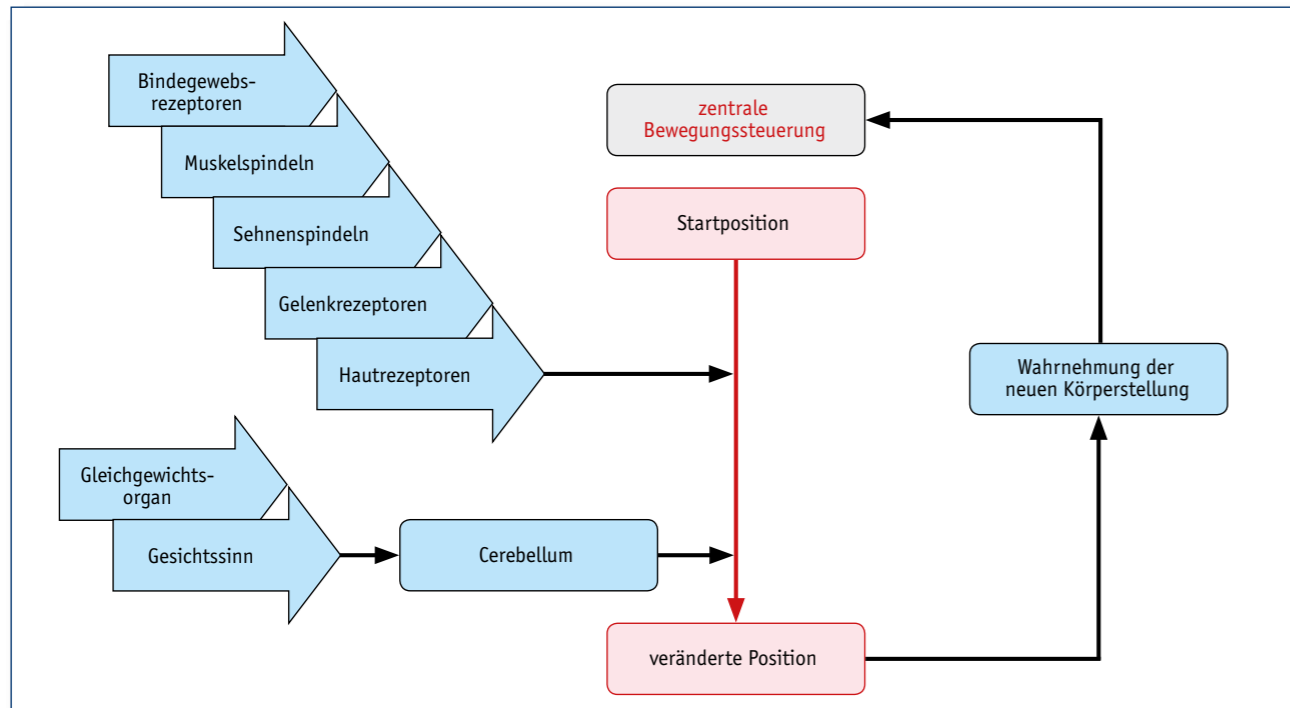 Bindegewebs-
rezeptoren
Muskelspindeln
Sehnenspindeln
Gelenkrezeptoren
Hautrezeptoren
Gleichgewichts-
organ
Gesichtssinn
Cerebellum
zentrale
Bewegungssteuerung
Startposition
veränderte Position
Wahrnehmung der
neuen Körperstellung